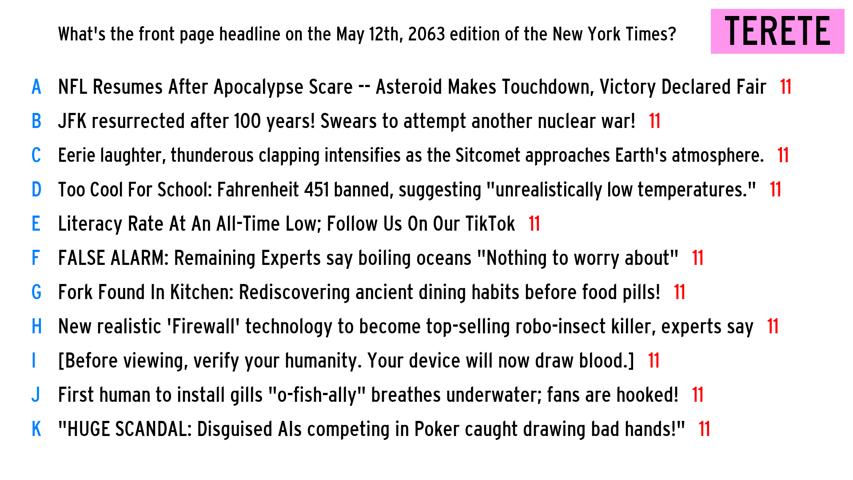 What's the front page headline on the May 12th, 2063 edition of the New York Times?
TERETE
A NFL Resumes After Apocalypse Scare -- Asteroid Makes Touchdown, Victory Declared Fair 11
B JFK resurrected after 100 years! Swears to attempt another nuclear war! 11
C Eerie laughter, thunderous clapping intensifies as the Sitcomet approaches Earth's atmosphere. 11
D Too Cool For School: Fahrenheit 451 banned, suggesting "unrealistically low temperatures." 11
E Literacy Rate At An All-Time Low; Follow Us On Our TikTok 11
F FALSE ALARM: Remaining Experts say boiling oceans "Nothing to worry about" 11
G Fork Found In Kitchen: Rediscovering ancient dining habits before food pills! 11
H New realistic 'Firewall' technology to become top-selling robo-insect killer, experts say 11
I [Before viewing, verify your humanity. Your device will now draw blood.] 11
J First human to install gills "o-fish-ally" breathes underwater; fans are hooked! 11
K "HUGE SCANDAL: Disguised AIs competing in Poker caught drawing bad hands!" 11